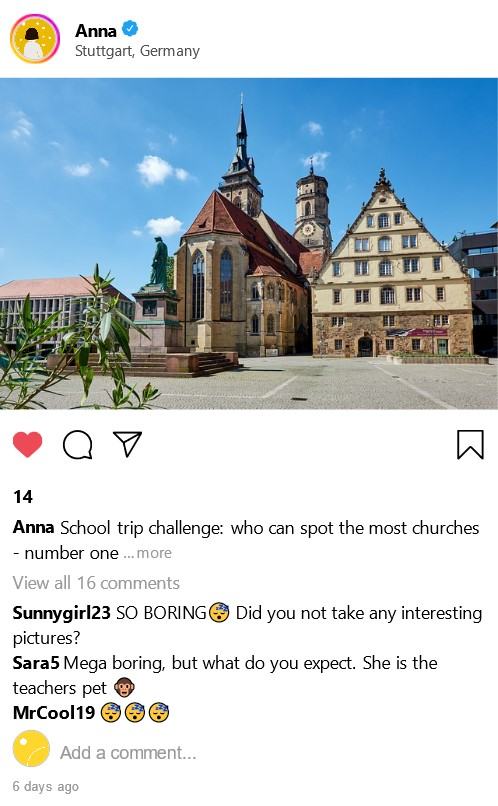 Anna
Stuttgart, Germany
14
Anna School trip challenge: who can spot the most churches
- number one ...more
View all 16 comments
Sunnygirl23 SO BORING😴 Did you not take any interesting
pictures?
Sara5 Mega boring, but what do you expect. She is the
teachers pet 🐵
MrCool19 😴😴😴
Add a comment...
6 days ago